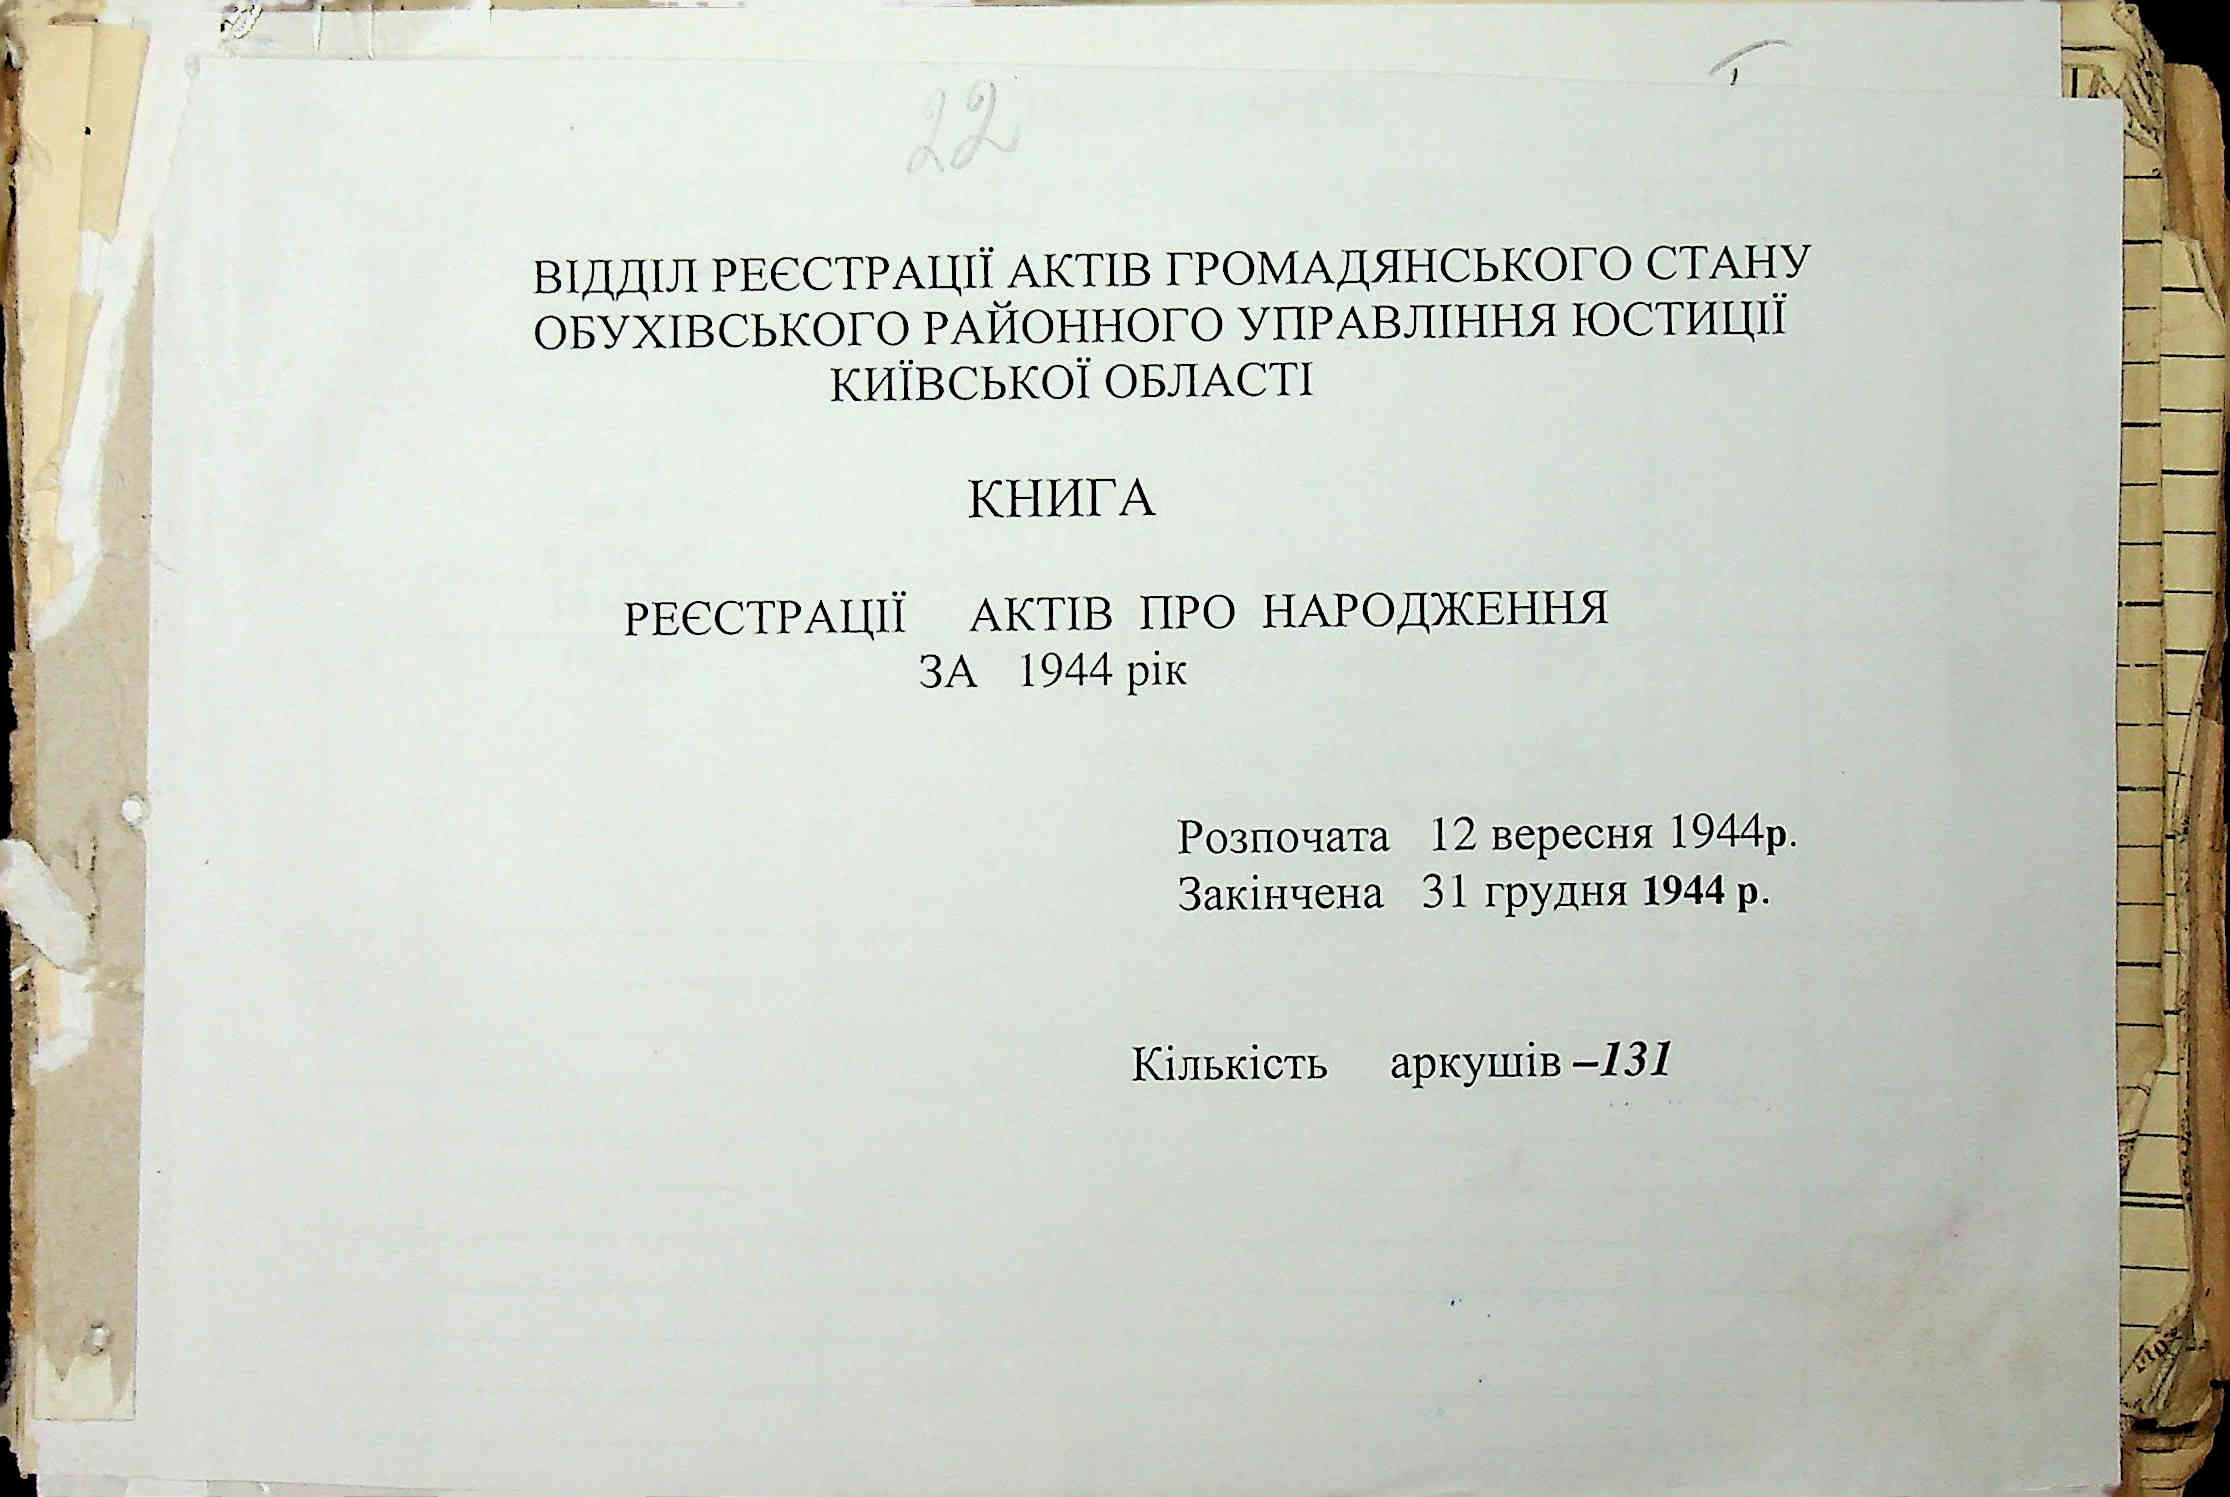 22
ВІДДІЛ РЕЄСТРАЦІЇ АКТІВ ГРОМАДЯНСЬКОГО СТАНУ
ОБУХІВСЬКОГО РАЙОННОГО УПРАВЛІННЯ ЮСТИЦІЇ
КИЇВСЬКОЇ ОБЛАСТІ
КНИГА
РЕЄСТРАЦІЇ АКТІВ ПРО НАРОДЖЕННЯ
ЗА 1944 рік
Розпочата 12 вересня 1944р.
Закінчена 31 грудня 1944 р.
Кількість аркушів –131